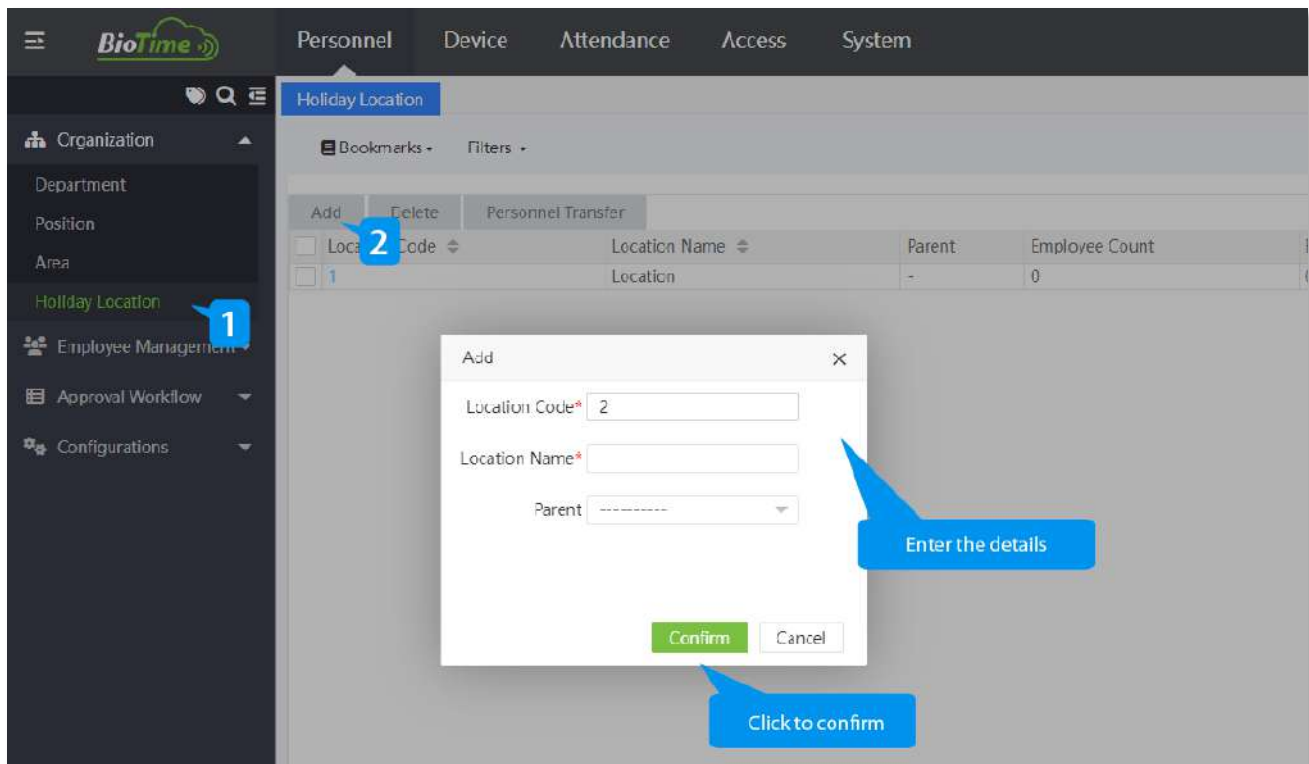 BioTime
Personnel Device Attendance Access System
Holiday Location
Organization
Bookmarks Filters
Department
Position
Area
Holiday Location
1
Employee Management
Approval Workflow
Configurations
Add Delete Personnel Transfer
2
Location Code Location Name Parent Employee Count
1 Location - 0
Add
Location Code* 2
Location Name*
Parent ----------
Enter the details
Confirm Cancel
Click to confirm